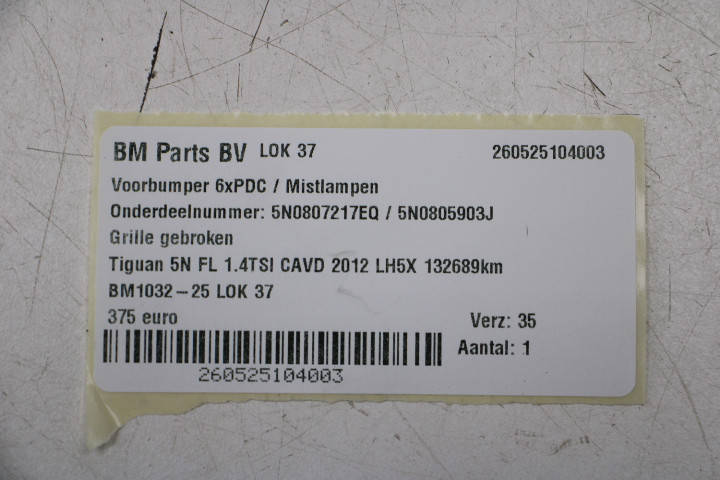 BM Parts BV LOK 37 260525104003
Voorbumper 6xPDC / Mistlampen
Onderdeelnummer: 5N0807217EQ / 5N0805903J
Grille gebroken
Tiguan 5N FL 1.4TSI CAVD 2012 LH5X 132689km
BM1032-25 LOK 37
375 euro Verz: 35
Aantal: 1
260525104003